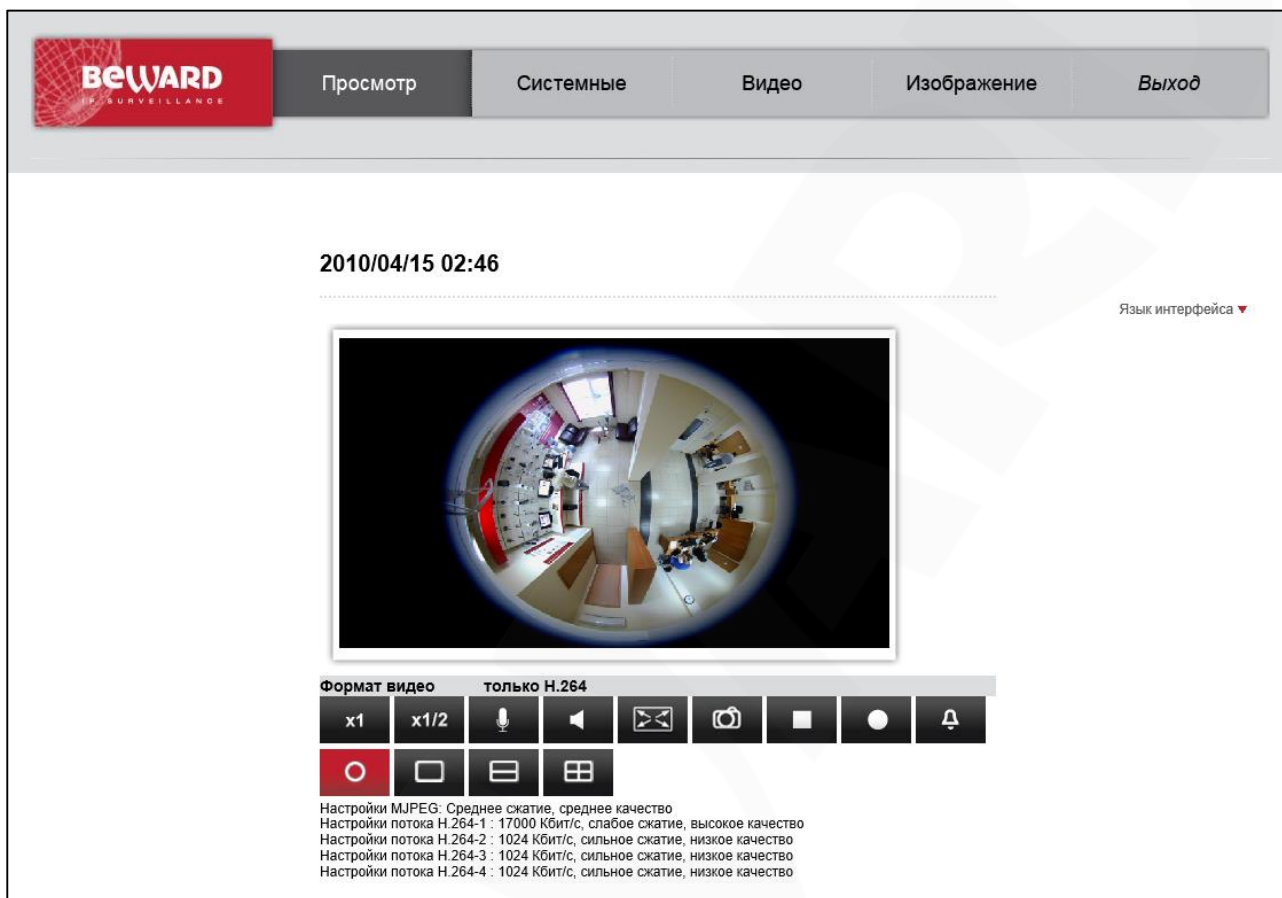 BEWARD
IP SURVEILLANCE
Просмотр
Системные
Видео
Изображение
Выход
2010/04/15 02:46
Язык интерфейса
Формат видео только H.264
x1
x1/2
Настройки MJPEG: Среднее сжатие, среднее качество
Настройки потока H.264-1 : 17000 Кбит/с, слабое сжатие, высокое качество
Настройки потока H.264-2 : 1024 Кбит/с, сильное сжатие, низкое качество
Настройки потока H.264-3 : 1024 Кбит/с, сильное сжатие, низкое качество
Настройки потока H.264-4 : 1024 Кбит/с, сильное сжатие, низкое качество